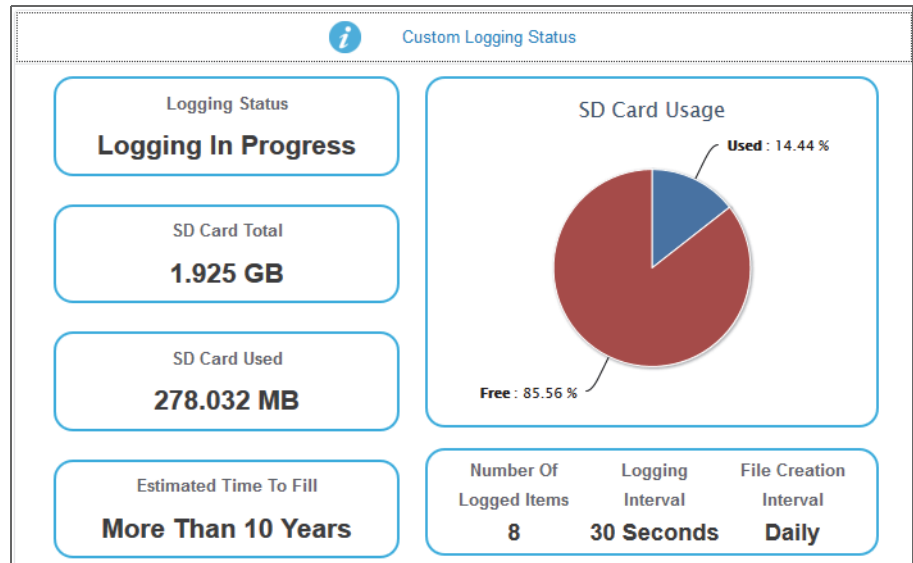 Custom Logging Status
Logging Status
Logging In Progress
SD Card Total
1.925 GB
SD Card Used
278.032 MB
Estimated Time To Fill
More Than 10 Years
SD Card Usage
Used : 14.44 %
Free : 85.56 %
Number Of
Logged Items
8
Logging
Interval
30 Seconds
File Creation
Interval
Daily